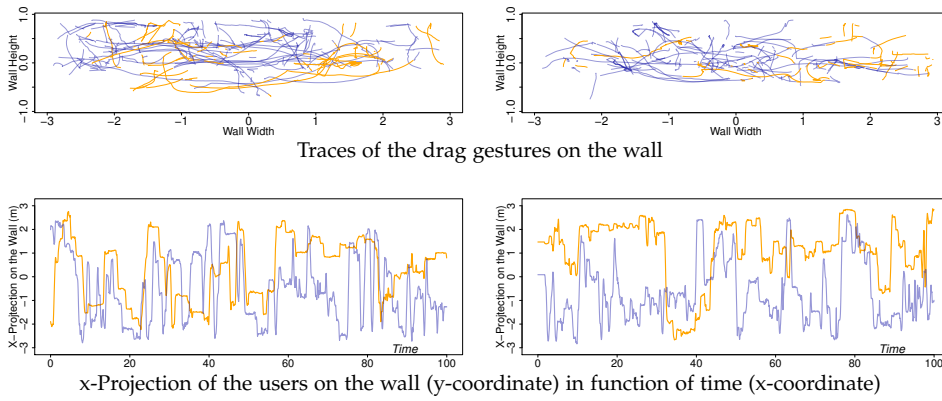 Wall Height
−1.0 0.0 1.0
−3 −2 −1 0 1 2 3
Wall Width
Wall Height
−1.0 0.0 1.0
−3 −2 −1 0 1 2 3
Wall Width
Traces of the drag gestures on the wall
X−Projection on the Wall (m)
−3 −2 −1 0 1 2 3
0 20 40 60 80 100
Time
X−Projection on the Wall (m)
−3 −2 −1 0 1 2 3
0 20 40 60 80 100
Time
x-Projection of the users on the wall (y-coordinate) in function of time (x-coordinate)